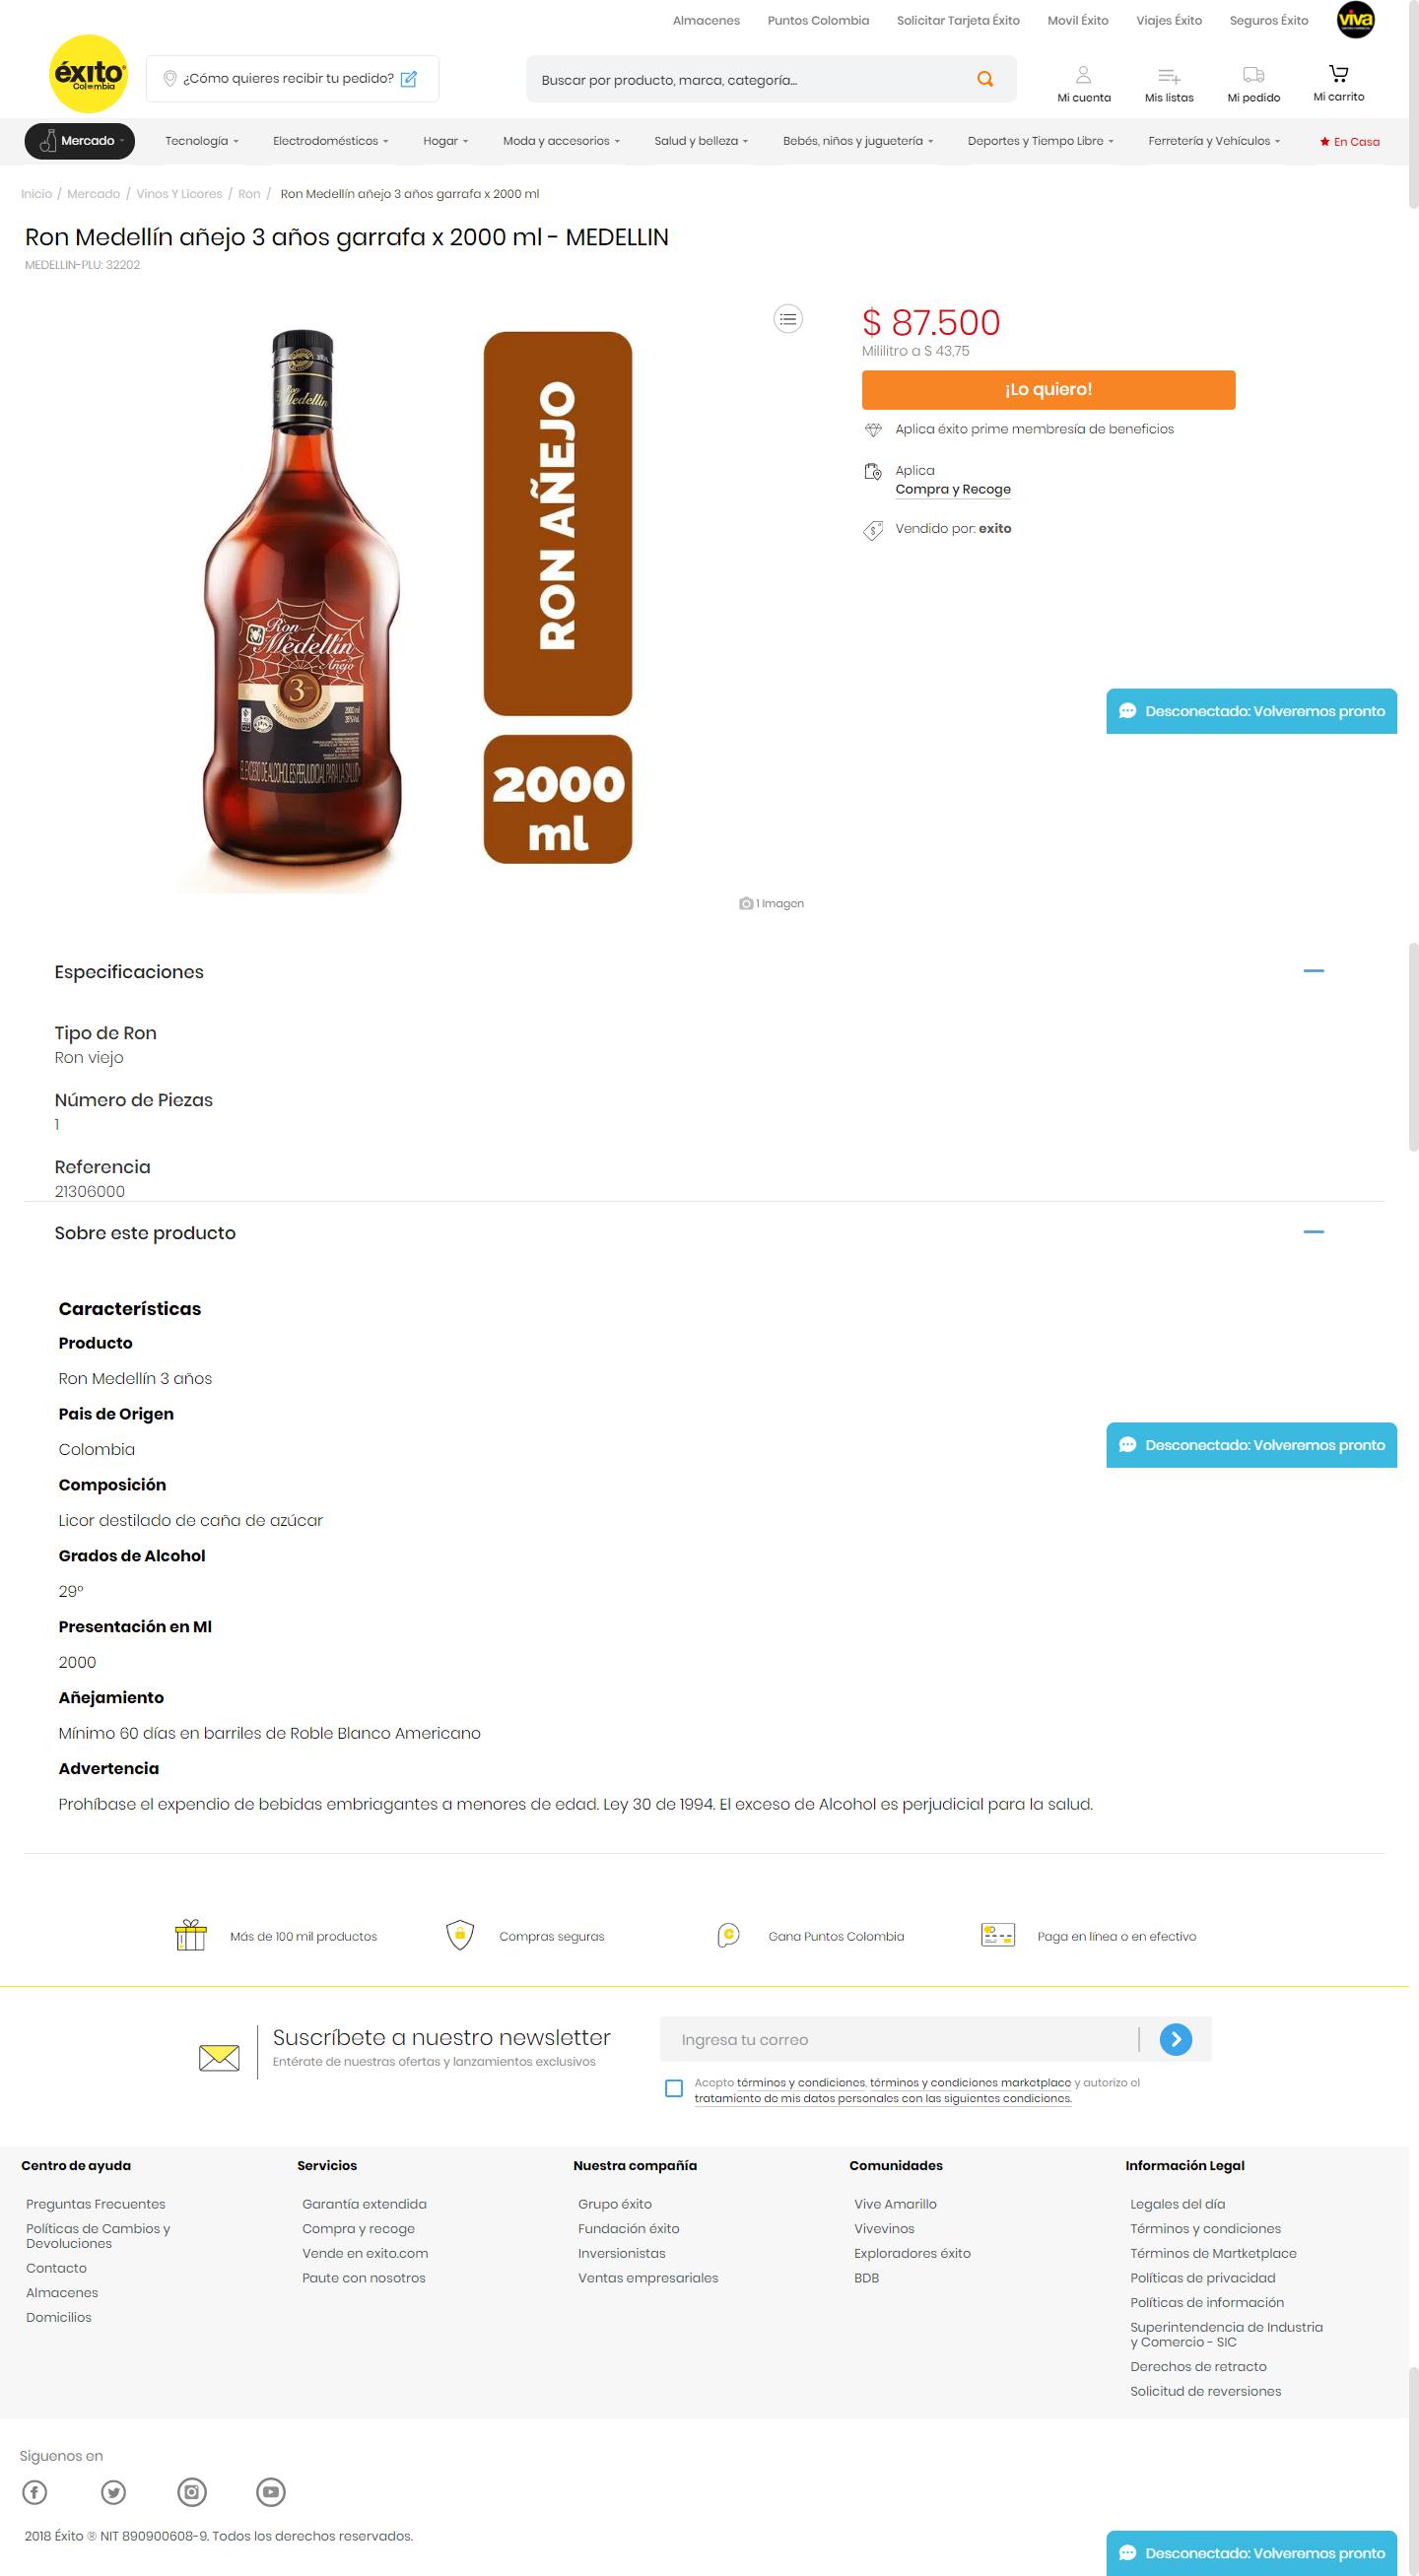 Almacenes Puntos Colombia Solicitar Tarjeta Éxito Movil Éxito Viajes Éxito Seguros Éxito viva
éxito
Colombia
¿Cómo quieres recibir tu pedido?
Buscar por producto, marca, categoría...
Mi cuenta Mis listas Mi pedido Mi carrito
Mercado Tecnología Electrodomésticos Hogar Moda y accesorios Salud y belleza Bebés, niños y juguetería Deportes y Tiempo Libre Ferretería y Vehículos En Casa
Inicio / Mercado / Vinos Y Licores / Ron / Ron Medellín añejo 3 años garrafa x 2000 ml
Ron Medellín añejo 3 años garrafa x 2000 ml - MEDELLIN
MEDELLIN-PLU: 32202
Ron
Medellín
Ron
Medellín
Añejo
3
AÑEJAMIENTO NATURAL
2000 ml
EL EXCESO DE ALCOHOL ES PERJUDICIAL PARA LA SALUD
RON AÑEJO
2000
ml
1 Imagen
$ 87.500
Mililitro a $ 43,75
¡Lo quiero!
Aplica éxito prime membresía de beneficios
Aplica
Compra y Recoge
Vendido por: exito
Desconectado: Volveremos pronto
Especificaciones
Tipo de Ron
Ron viejo
Número de Piezas
1
Referencia
21306000
Sobre este producto
Características
Producto
Ron Medellín 3 años
Pais de Origen
Colombia
Desconectado: Volveremos pronto
Composición
Licor destilado de caña de azúcar
Grados de Alcohol
29°
Presentación en Ml
2000
Añejamiento
Mínimo 60 días en barriles de Roble Blanco Americano
Advertencia
Prohíbase el expendio de bebidas embriagantes a menores de edad. Ley 30 de 1994. El exceso de Alcohol es perjudicial para la salud.
Más de 100 mil productos Compras seguras Gana Puntos Colombia Paga en línea o en efectivo
Suscríbete a nuestro newsletter
Entérate de nuestras ofertas y lanzamientos exclusivos
Ingresa tu correo
Acepto términos y condiciones, términos y condiciones marketplace y autorizo el
tratamiento de mis datos personales con las siguientes condiciones.
Centro de ayuda
Preguntas Frecuentes
Políticas de Cambios y
Devoluciones
Contacto
Almacenes
Domicilios
Servicios
Garantía extendida
Compra y recoge
Vende en exito.com
Paute con nosotros
Nuestra compañía
Grupo éxito
Fundación éxito
Inversionistas
Ventas empresariales
Comunidades
Vive Amarillo
Vivevinos
Exploradores éxito
BDB
Información Legal
Legales del día
Términos y condiciones
Términos de Martketplace
Políticas de privacidad
Políticas de información
Superintendencia de Industria
y Comercio - SIC
Derechos de retracto
Solicitud de reversiones
Siguenos en
2018 Éxito ® NIT 890900608-9. Todos los derechos reservados.
Desconectado: Volveremos pronto